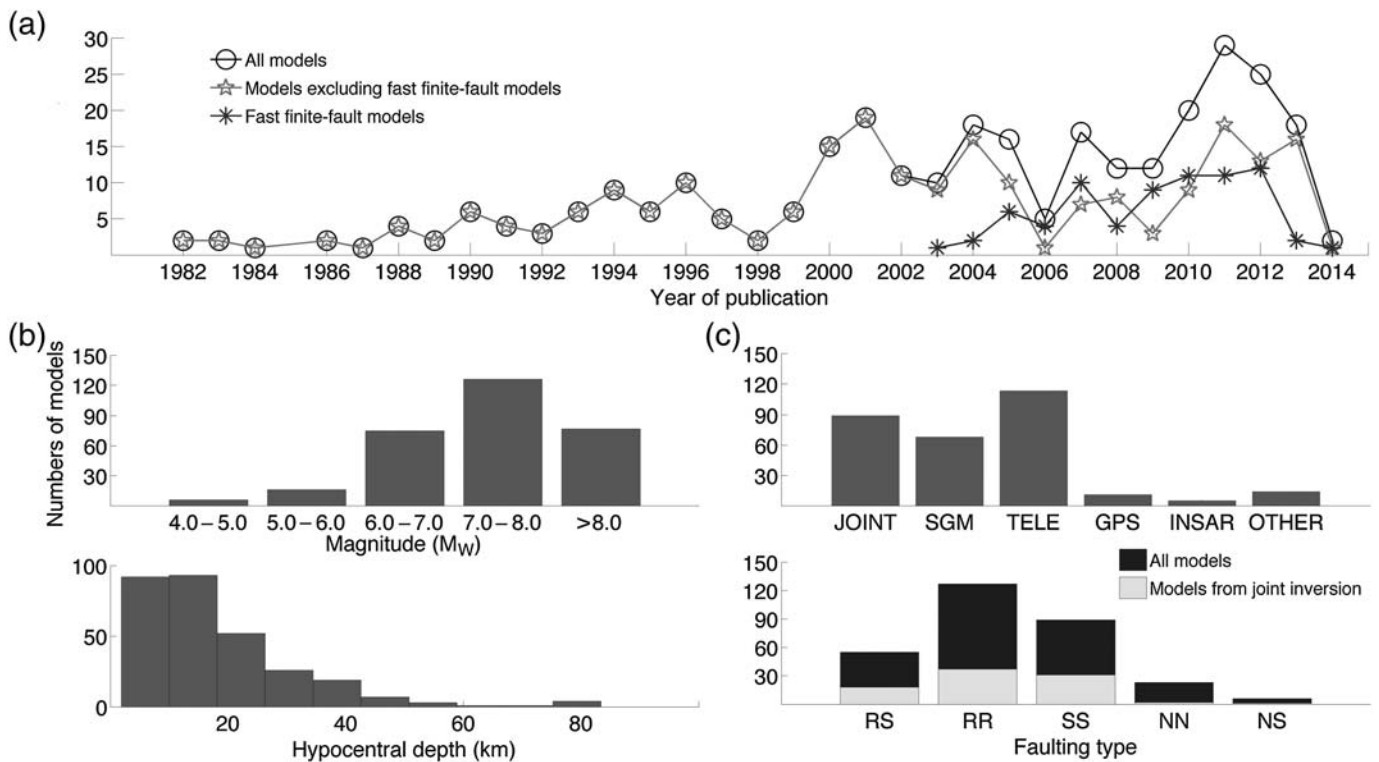 (a)
30
25
20
15
10
5
All models
Models excluding fast finite-fault models
Fast finite-fault models
1982 1984 1986 1988 1990 1992 1994 1996 1998 2000 2002 2004 2006 2008 2010 2012 2014
Year of publication
(b)
Numbers of models
150
120
90
60
30
4.0 – 5.0 5.0 – 6.0 6.0 – 7.0 7.0 – 8.0 >8.0
Magnitude (MW)
100
50
0
20 40 60 80
Hypocentral depth (km)
(c)
150
120
90
60
30
JOINT SGM TELE GPS INSAR OTHER
150
120
90
60
30
All models
Models from joint inversion
RS RR SS NN NS
Faulting type